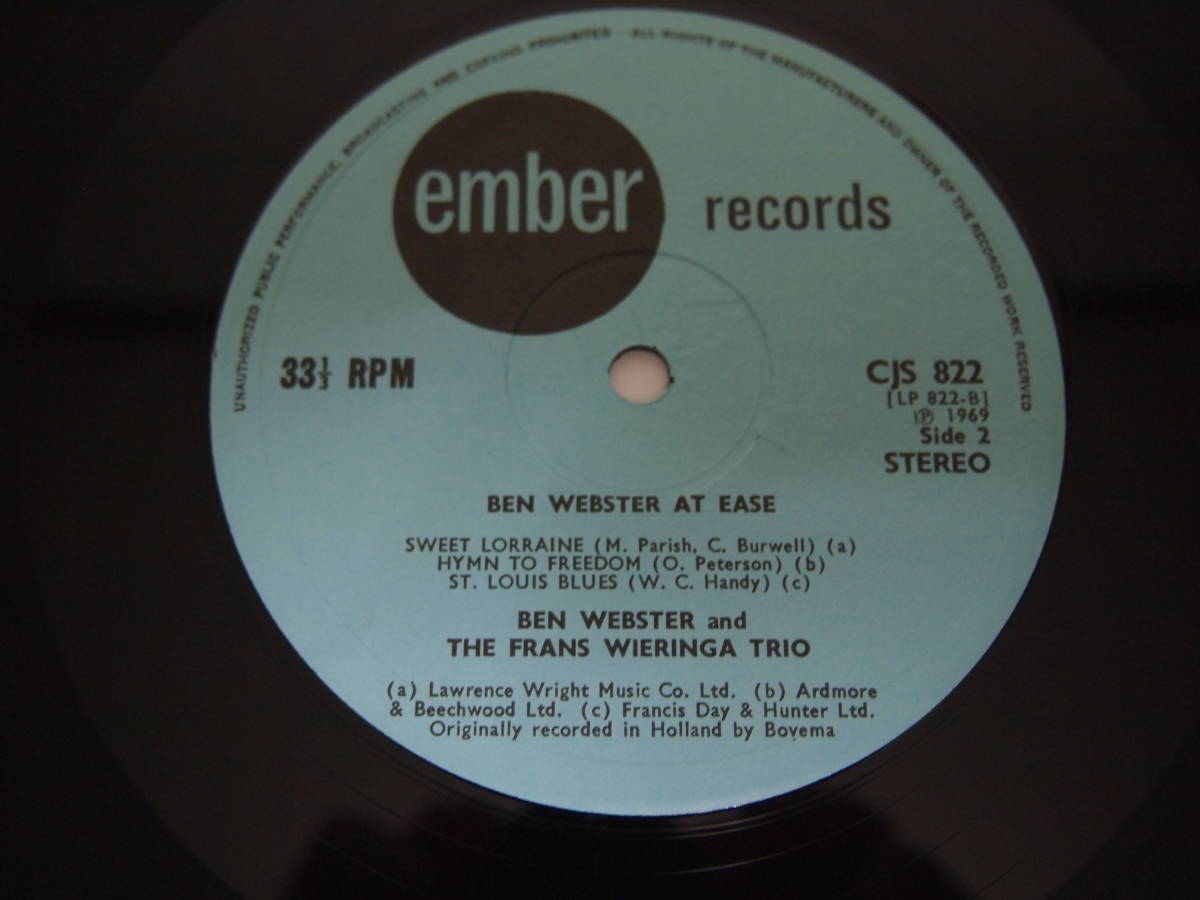 UNAUTHORIZED PUBLIC PERFORMANCE, BROADCASTING AND COPYING PROHIBITED ALL RIGHTS OF THE MANUFACTURERS AND OWNER OF THE RECORDED WORK RESERVED
ember records
33⅓ RPM
CJS 822
[LP 822-B]
Ⓟ 1969
Side 2
STEREO
BEN WEBSTER AT EASE
SWEET LORRAINE (M. Parish, C. Burwell) (a)
HYMN TO FREEDOM (O. Peterson) (b)
ST. LOUIS BLUES (W. C. Handy) (c)
BEN WEBSTER and
THE FRANS WIERINGA TRIO
(a) Lawrence Wright Music Co. Ltd. (b) Ardmore
& Beechwood Ltd. (c) Francis Day & Hunter Ltd.
Originally recorded in Holland by Bovema